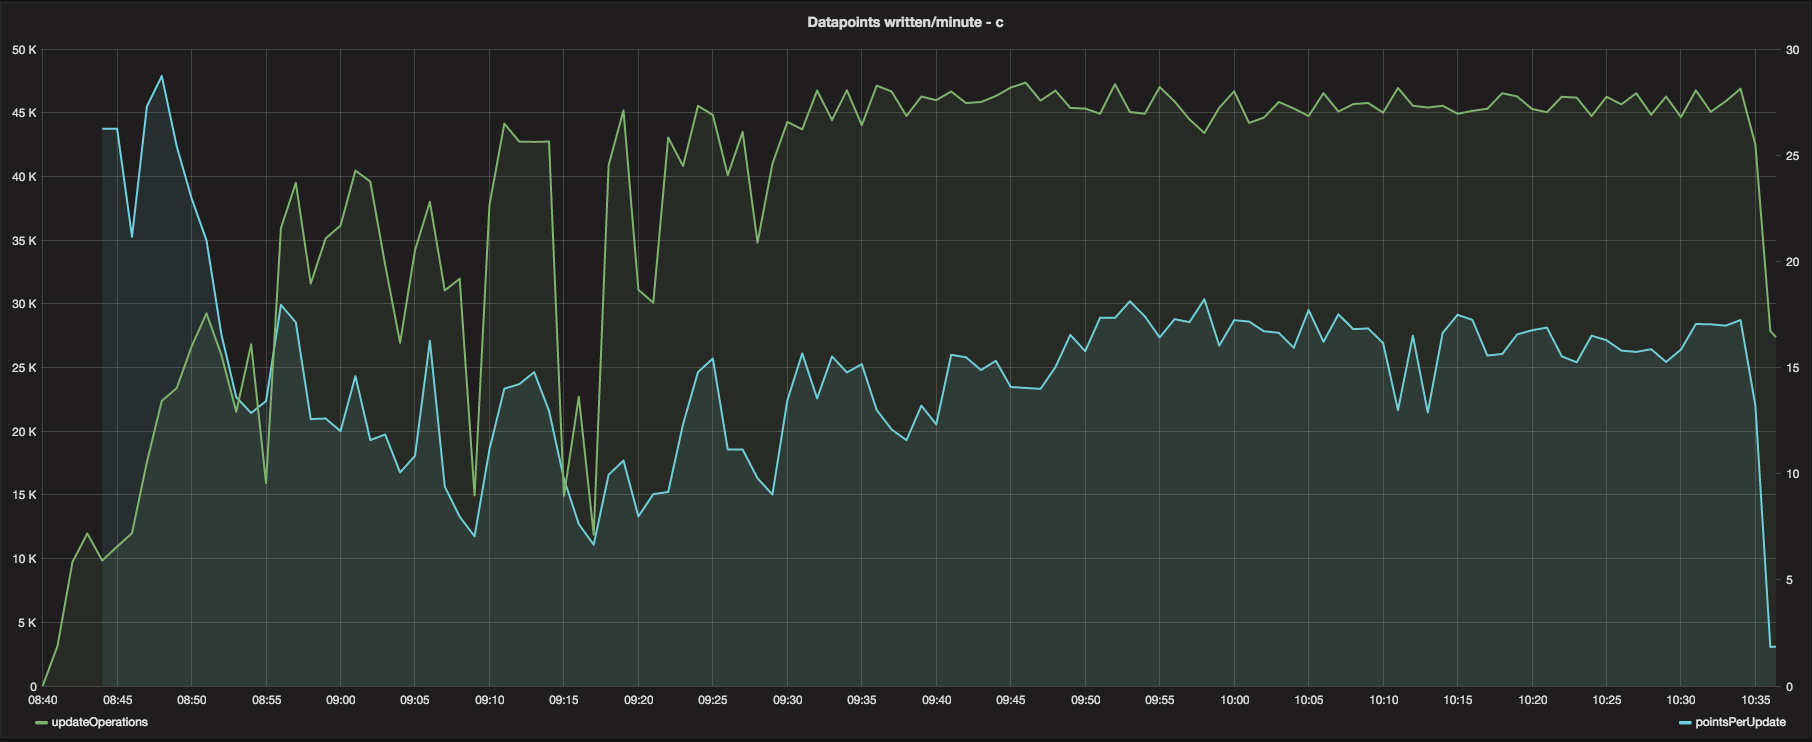 Datapoints written/minute - c
50 K
45 K
40 K
35 K
30 K
25 K
20 K
15 K
10 K
5 K
0
30
25
20
15
10
5
0
08:40 08:45 08:50 08:55 09:00 09:05 09:10 09:15 09:20 09:25 09:30 09:35 09:40 09:45 09:50 09:55 10:00 10:05 10:10 10:15 10:20 10:25 10:30 10:35
updateOperations pointsPerUpdate